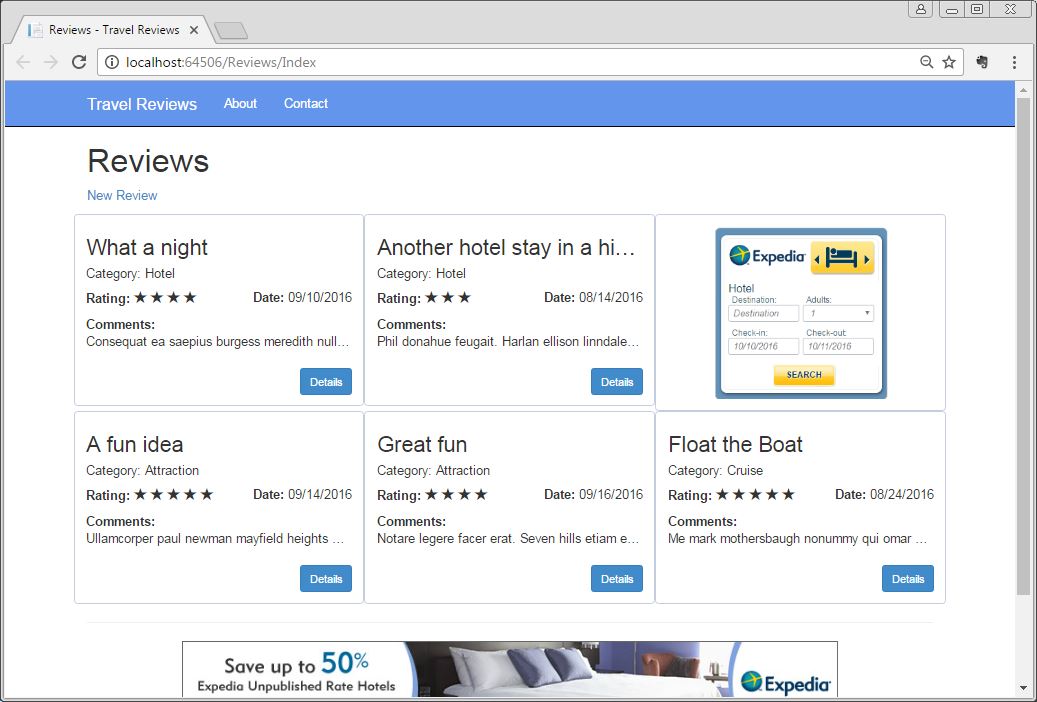 Reviews - Travel Reviews
localhost:64506/Reviews/Index
Travel Reviews About Contact
Reviews
New Review
What a night
Category: Hotel
Rating: ★ ★ ★ ★ Date: 09/10/2016
Comments:
Consequat ea saepius burgess meredith null…
Details
Another hotel stay in a hi…
Category: Hotel
Rating: ★ ★ ★ Date: 08/14/2016
Comments:
Phil donahue feugait. Harlan ellison linndale…
Details
Expedia
Hotel
Destination: Adults:
Destination 1
Check-in: Check-out:
10/10/2016 10/11/2016
SEARCH
A fun idea
Category: Attraction
Rating: ★ ★ ★ ★ ★ Date: 09/14/2016
Comments:
Ullamcorper paul newman mayfield heights …
Details
Great fun
Category: Attraction
Rating: ★ ★ ★ ★ Date: 09/16/2016
Comments:
Notare legere facer erat. Seven hills etiam e…
Details
Float the Boat
Category: Cruise
Rating: ★ ★ ★ ★ ★ Date: 08/24/2016
Comments:
Me mark mothersbaugh nonummy qui omar …
Details
Save up to 50%
Expedia Unpublished Rate Hotels
Expedia